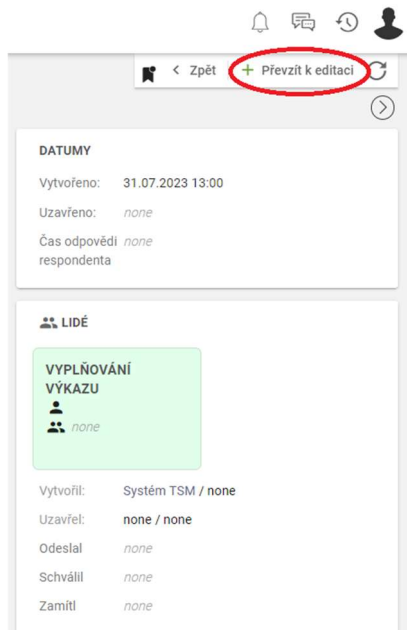 Zpět
+ Převzít k editaci
DATUMY
Vytvořeno: 31.07.2023 13:00
Uzavřeno: none
Čas odpovědi none
respondenta
LIDÉ
VYPLŇOVÁNÍ
VÝKAZU
none
Vytvořil: Systém TSM / none
Uzavřel: none / none
Odeslal none
Schválil none
Zamítl none